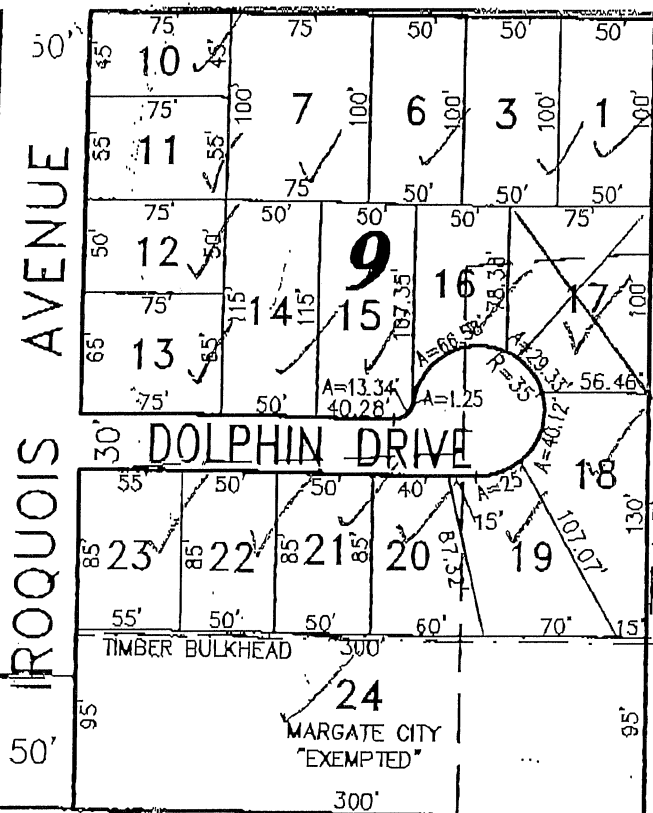 75' 75' 50' 50' 50'
50' 45' 10 45'
7 6 3 1
75' 100' 100' 100' 100' 100'
55' 11 55'
75' 50' 50' 50'
75' 50' 50' 50' 75'
50' 12 50' 9
16 78.38' 17 100'
75' 115' 14 115' 15 107.35'
65' 13 65' A=66.58' A=29.33'
R=35'
A=13.34' 56.46'
75' 50' 40.28' A=1.25
30' DOLPHIN DRIVE A=40.12'
55' 50' 50' 40' A=25' 18
15' 130'
85' 23 85' 22 85' 21 85' 20 87.32' 19 107.07'
55' 50' 50' 60' 70' 15'
TIMBER BULKHEAD 300'
24
95' MARGATE CITY 95'
"EXEMPTED"
300'
IROQUOIS AVENUE
50'